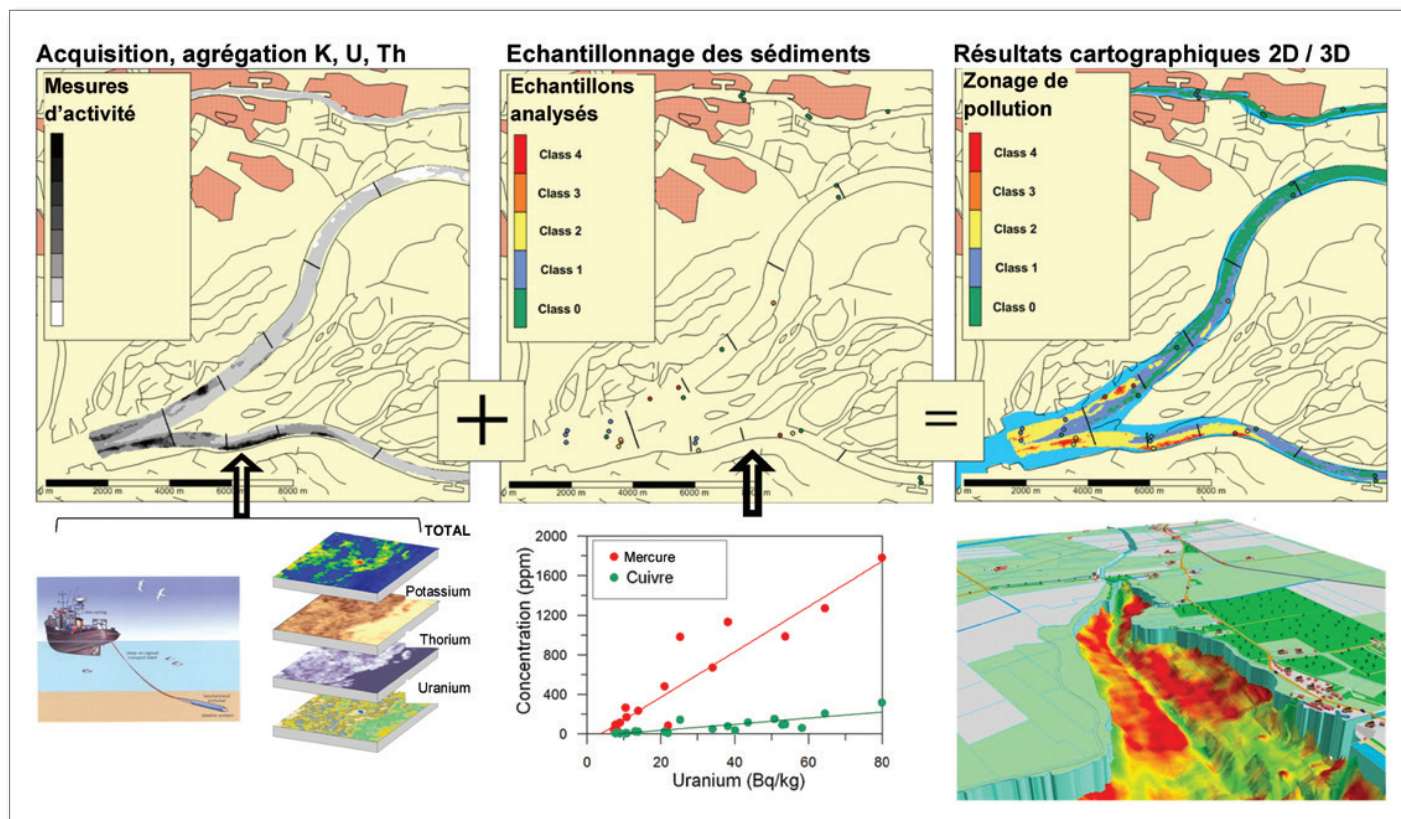 Acquisition, agrégation K, U, Th
Mesures
d'activité
0 m 2000 m 4000 m 6000 m 8000 m
Echantillonnage des sédiments
Echantillons
analysés
Class 4
Class 3
Class 2
Class 1
Class 0
0 m 2000 m 4000 m 6000 m 8000 m
Résultats cartographiques 2D / 3D
Zonage de
pollution
Class 4
Class 3
Class 2
Class 1
Class 0
0 m 2000 m 4000 m 6000 m 8000 m
+
=
TOTAL
Potassium
Thorium
Uranium
Concentration (ppm)
2000
1600
1200
800
400
0
Mercure
Cuivre
0 20 40 60 80
Uranium (Bq/kg)